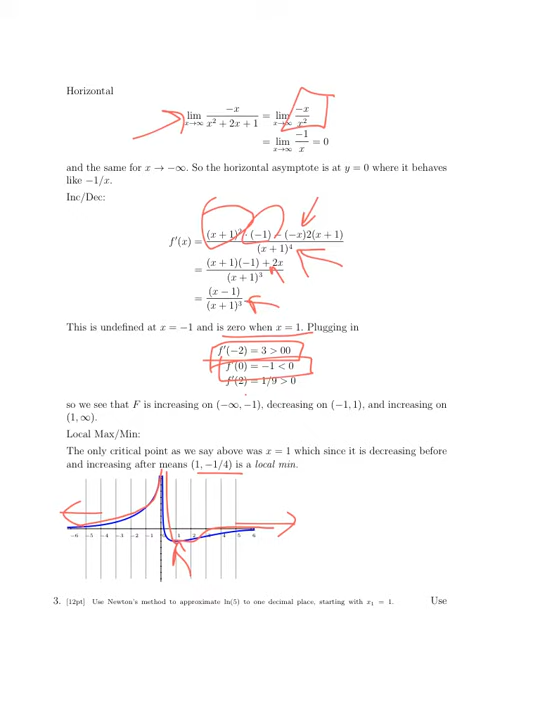 Horizontal
lim x→∞ −x / x² + 2x + 1 = lim x→∞ −x / x²
= lim x→∞ −1 / x = 0
and the same for x → −∞. So the horizontal asymptote is at y = 0 where it behaves
like −1/x.
Inc/Dec:
f′(x) = (x + 1)² · (−1) − (−x)2(x + 1) / (x + 1)⁴
= (x + 1)(−1) + 2x / (x + 1)³
= (x − 1) / (x + 1)³
This is undefined at x = −1 and is zero when x = 1. Plugging in
f′(−2) = 3 > 00
f′(0) = −1 < 0
f′(2) = 1/9 > 0
so we see that F is increasing on (−∞, −1), decreasing on (−1, 1), and increasing on
(1, ∞).
Local Max/Min:
The only critical point as we say above was x = 1 which since it is decreasing before
and increasing after means (1, −1/4) is a local min.
−6 −5 −4 −3 −2 −1 1 2 4 5 6
3. [12pt] Use Newton's method to approximate ln(5) to one decimal place, starting with x₁ = 1. Use